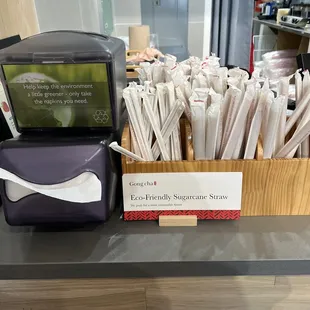 Help keep the environment
a little greener - only take
the napkins you need.
Gong cha
Eco-Friendly Sugarcane Straw